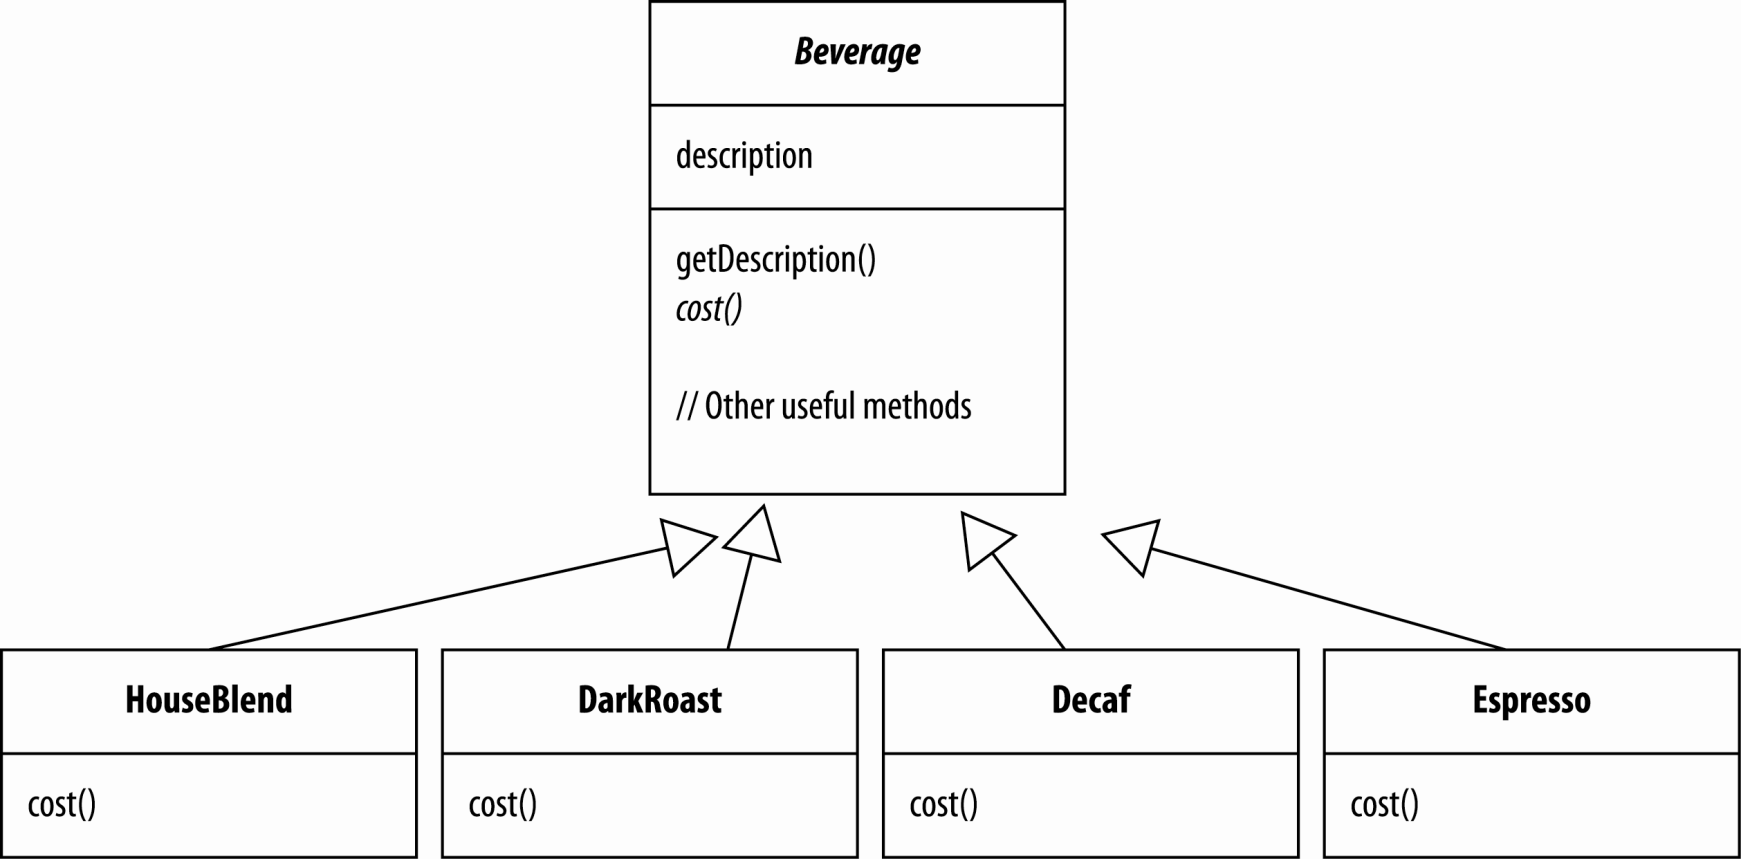 Beverage
description
getDescription()
cost()
// Other useful methods
HouseBlend
cost()
DarkRoast
cost()
Decaf
cost()
Espresso
cost()